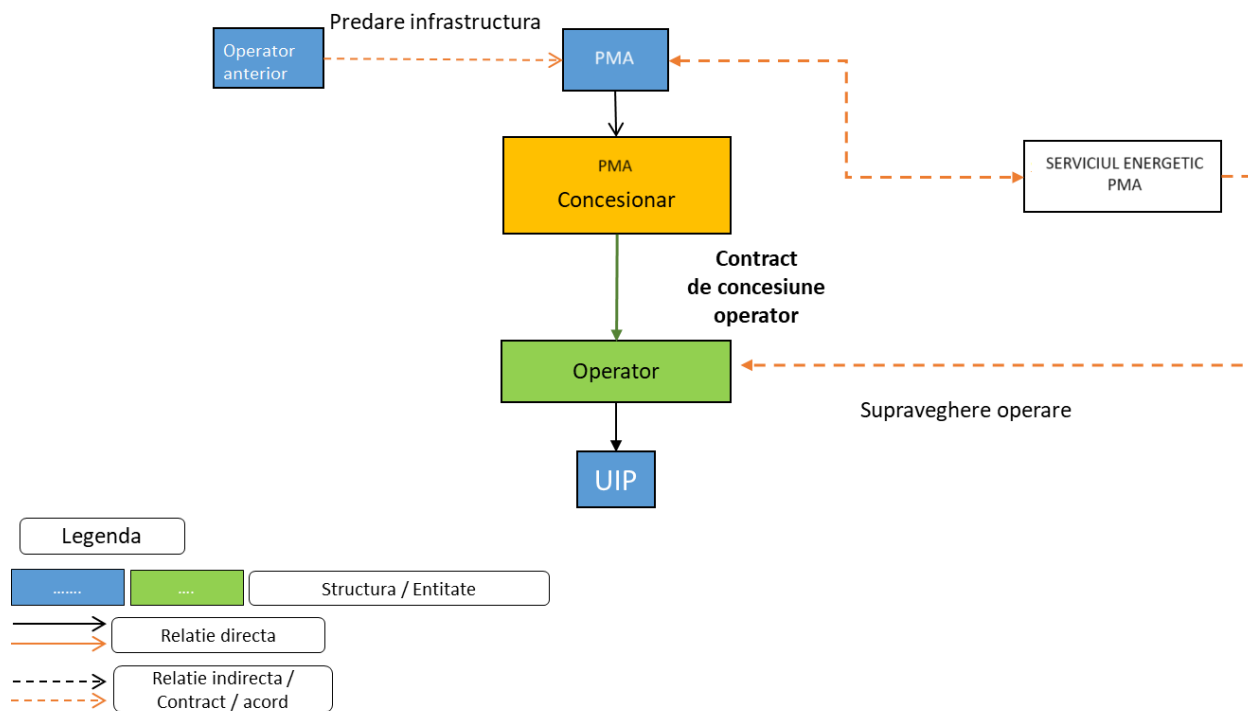 Predare infrastructura
Operator
anterior
PMA
PMA
Concesionar
SERVICIUL ENERGETIC
PMA
Contract
de concesiune
operator
Operator
Supraveghere operare
UIP
Legenda
.......
....
Structura / Entitate
Relatie directa
Relatie indirecta /
Contract / acord